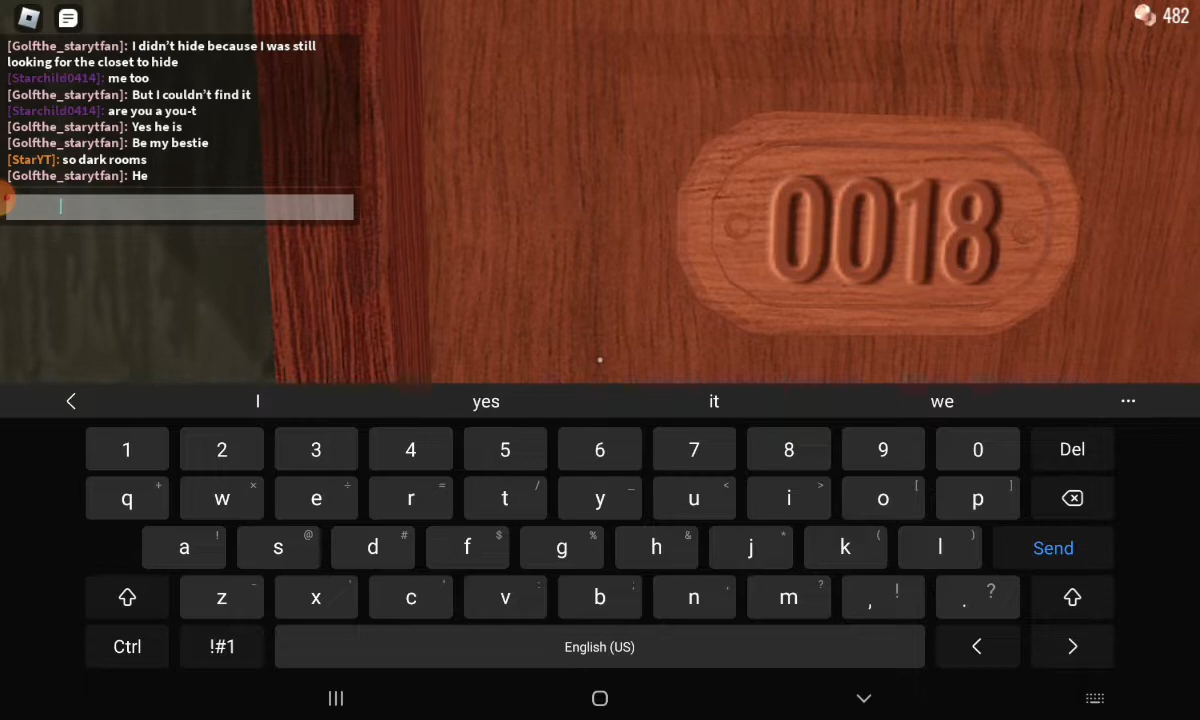 482
[Golfthe_starytfan]: I didn't hide because I was still
looking for the closet to hide
[Starchild0414]: me too
[Golfthe_starytfan]: But I couldn't find it
[Starchild0414]: are you a you-t
[Golfthe_starytfan]: Yes he is
[Golfthe_starytfan]: Be my bestie
[StarYT]: so dark rooms
[Golfthe_starytfan]: He
0018
I yes it we ...
1 2 3 4 5 6 7 8 9 0 Del
q + w × e ÷ r = t / y _ u < i > o [ p ]
a ! s @ d # f $ g % h & j * k ( l ) Send
z - x ' c " v : b ; n , m ? , ! . ?
Ctrl !#1 English (US) < >